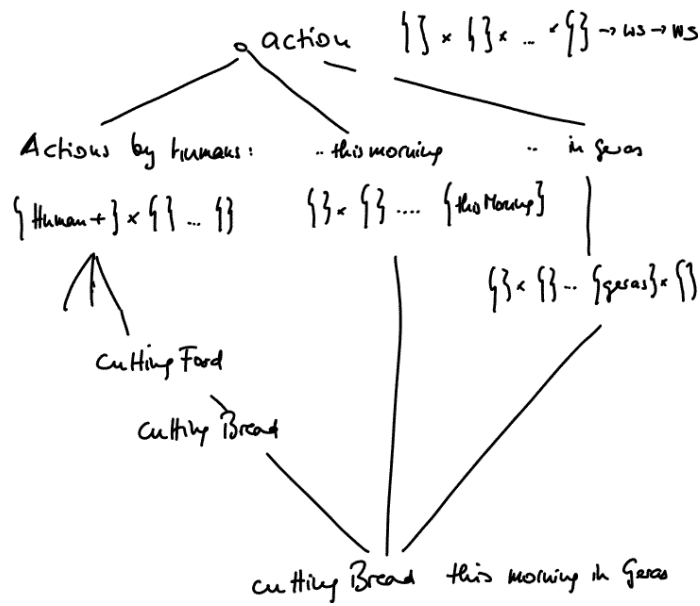 action {} × {} × ... × {} → WS → WS
Actions by humans: .. this morning .. in geras
{Human +} × {} ... {} {} × {} .... {this Morning}
{} × {} ... {geras} × {}
cutting Food
cutting Bread
cutting Bread this morning in Geras